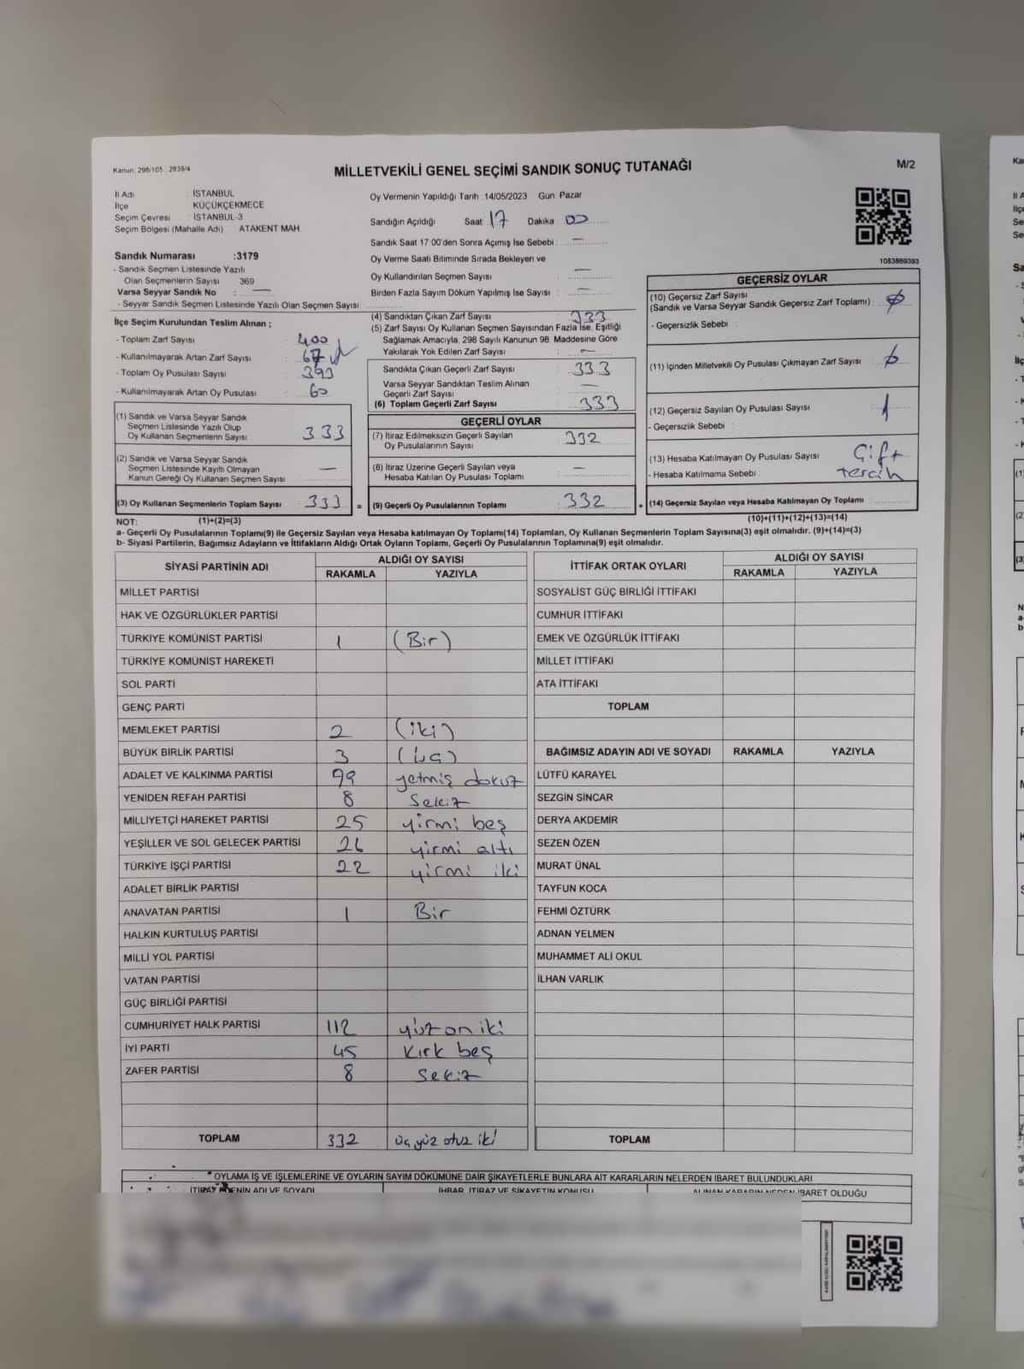 Kanun: 298/105 : 2839/4
MİLLETVEKİLİ GENEL SEÇİMİ SANDIK SONUÇ TUTANAĞI
M/2
İl Adı : İSTANBUL
İlçe : KÜÇÜKÇEKMECE
Seçim Çevresi : İSTANBUL-3
Seçim Bölgesi (Mahalle Adı) ATAKENT MAH.
Sandık Numarası :3179
- Sandık Seçmen Listesinde Yazılı
Olan Seçmenlerin Sayısı : 369
Varsa Seyyar Sandık No : —
- Seyyar Sandık Seçmen Listesinde Yazılı Olan Seçmen Sayısı:
Oy Vermenin Yapıldığı Tarih 14/05/2023 Gün Pazar
Sandığın Açıldığı Saat 17 Dakika 00
Sandık Saat 17:00'den Sonra Açımış İse Sebebi : —
Oy Verme Saati Bitiminde Sırada Bekleyen ve
Oy Kullandırılan Seçmen Sayısı : —
Birden Fazla Sayım Döküm Yapılmış İse Sayısı : —
1083869393
İlçe Seçim Kurulundan Teslim Alınan ;
- Toplam Zarf Sayısı : 400
- Kullanılmayarak Artan Zarf Sayısı : 67
- Toplam Oy Pusulası Sayısı : 393
- Kullanılmayarak Artan Oy Pusulası : 60
(1) Sandık ve Varsa Seyyar Sandık
Seçmen Listesinde Yazılı Olup
Oy Kullanan Seçmenlerin Sayısı 333
(2) Sandık ve Varsa Seyyar Sandık
Seçmen Listesinde Kayıtlı Olmayan
Kanun Gereği Oy Kullanan Seçmen Sayısı —
(3) Oy Kullanan Seçmenlerin Toplam Sayısı 333
(4) Sandıktan Çıkan Zarf Sayısı : 333
(5) Zarf Sayısı Oy Kullanan Seçmen Sayısından Fazla İse, Eşitliği
Sağlamak Amacıyla, 298 Sayılı Kanunun 98. Maddesine Göre
Yakılarak Yok Edilen Zarf Sayısı : —
Sandıkta Çıkan Geçerli Zarf Sayısı : 333
Varsa Seyyar Sandıktan Teslim Alınan
Geçerli Zarf Sayısı : —
(6) Toplam Geçerli Zarf Sayısı : 333
GEÇERLİ OYLAR
(7) İtiraz Edilmeksizin Geçerli Sayılan
Oy Pusulalarının Sayısı : 332
(8) İtiraz Üzerine Geçerli Sayılan veya
Hesaba Katılan Oy Pusulası Toplamı : —
= (9) Geçerli Oy Pusulalarının Toplamı : 332
GEÇERSİZ OYLAR
(10) Geçersiz Zarf Sayısı
(Sandık ve Varsa Seyyar Sandık Geçersiz Zarf Toplamı) :
- Geçersizlik Sebebi :
(11) İçinden Milletvekili Oy Pusulası Çıkmayan Zarf Sayısı :
(12) Geçersiz Sayılan Oy Pusulası Sayısı : 1
- Geçersizlik Sebebi :
(13) Hesaba Katılmayan Oy Pusulası Sayısı : Çift
- Hesaba Katılmama Sebebi : tercih
+ (14) Geçersiz Sayılan veya Hesaba Katılmayan Oy Toplamı :
NOT: (1)+(2)=(3) (10)+(11)+(12)+(13)=(14)
a- Geçerli Oy Pusulalarının Toplamı(9) ile Geçersiz Sayılan veya Hesaba katılmayan Oy Toplamı(14) Toplamları, Oy Kullanan Seçmenlerin Toplam Sayısına(3) eşit olmalıdır. (9)+(14)=(3)
b- Siyasi Partilerin, Bağımsız Adayların ve İttifakların Aldığı Ortak Oyların Toplamı, Geçerli Oy Pusulalarının Toplamına(9) eşit olmalıdır.
SİYASİ PARTİNİN ADI ALDIĞI OY SAYISI
RAKAMLA YAZIYLA
MİLLET PARTİSİ
HAK VE ÖZGÜRLÜKLER PARTİSİ
TÜRKİYE KOMÜNİST PARTİSİ 1 (Bir)
TÜRKİYE KOMÜNİST HAREKETİ
SOL PARTİ
GENÇ PARTİ
MEMLEKET PARTİSİ 2 (iki)
BÜYÜK BİRLİK PARTİSİ 3 (üç)
ADALET VE KALKINMA PARTİSİ 79 yetmiş dokuz
YENİDEN REFAH PARTİSİ 8 Sekiz
MİLLİYETÇİ HAREKET PARTİSİ 25 yirmi beş
YEŞİLLER VE SOL GELECEK PARTİSİ 26 yirmi altı
TÜRKİYE İŞÇİ PARTİSİ 22 yirmi iki
ADALET BİRLİK PARTİSİ
ANAVATAN PARTİSİ 1 Bir
HALKIN KURTULUŞ PARTİSİ
MİLLİ YOL PARTİSİ
VATAN PARTİSİ
GÜÇ BİRLİĞİ PARTİSİ
CUMHURİYET HALK PARTİSİ 112 yüz on iki
İYİ PARTİ 45 Kırk beş
ZAFER PARTİSİ 8 Sekiz
TOPLAM 332 üç yüz otuz iki
İTTİFAK ORTAK OYLARI ALDIĞI OY SAYISI
RAKAMLA YAZIYLA
SOSYALİST GÜÇ BİRLİĞİ İTTİFAKI
CUMHUR İTTİFAKI
EMEK VE ÖZGÜRLÜK İTTİFAKI
MİLLET İTTİFAKI
ATA İTTİFAKI
TOPLAM
BAĞIMSIZ ADAYIN ADI VE SOYADI RAKAMLA YAZIYLA
LÜTFÜ KARAYEL
SEZGİN SİNCAR
DERYA AKDEMİR
SEZEN ÖZEN
MURAT ÜNAL
TAYFUN KOCA
FEHMİ ÖZTÜRK
ADNAN YELMEN
MUHAMMET ALİ OKUL
İLHAN VARLIK
TOPLAM
OYLAMA İŞ VE İŞLEMLERİNE VE OYLARIN SAYIM DÖKÜMÜNE DAİR ŞİKAYETLERLE BUNLARA AİT KARARLARIN NELERDEN İBARET BULUNDUKLARI
İTİRAZ EDENİN ADI VE SOYADI İHBAR, İTİRAZ VE ŞİKAYETİN KONUSU ALINAN KARARIN NEDEN İBARET OLDUĞU